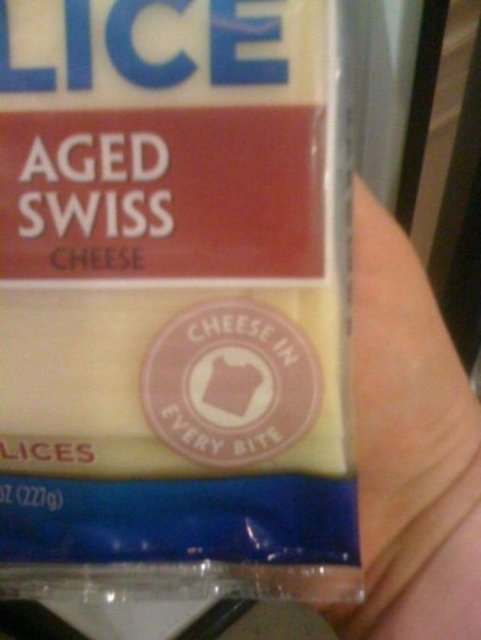 LICE
AGED
SWISS
CHEESE
CHEESE IN
EVERY BITE
LICES
OZ (227g)